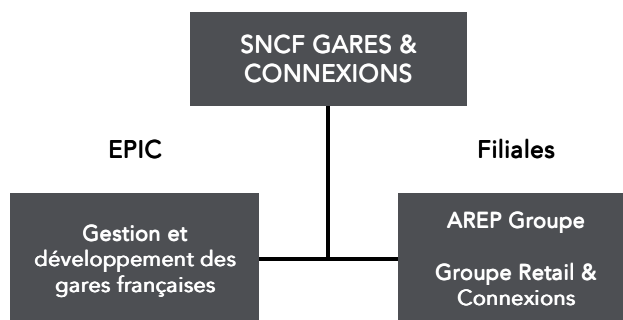 SNCF GARES &
CONNEXIONS
EPIC
Filiales
Gestion et
développement des
gares françaises
AREP Groupe
Groupe Retail &
Connexions